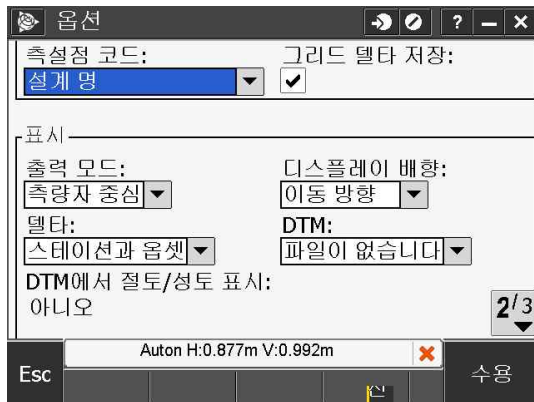 옵션 ? – ×
측설점 코드: 그리드 델타 저장:
설계 명
표시
출력 모드: 디스플레이 배향:
측량자 중심 이동 방향
델타: DTM:
스테이션과 옵셋 파일이 없습니다
DTM에서 절토/성토 표시:
아니오
2/3
Auton H:0.877m V:0.992m
Esc 수용